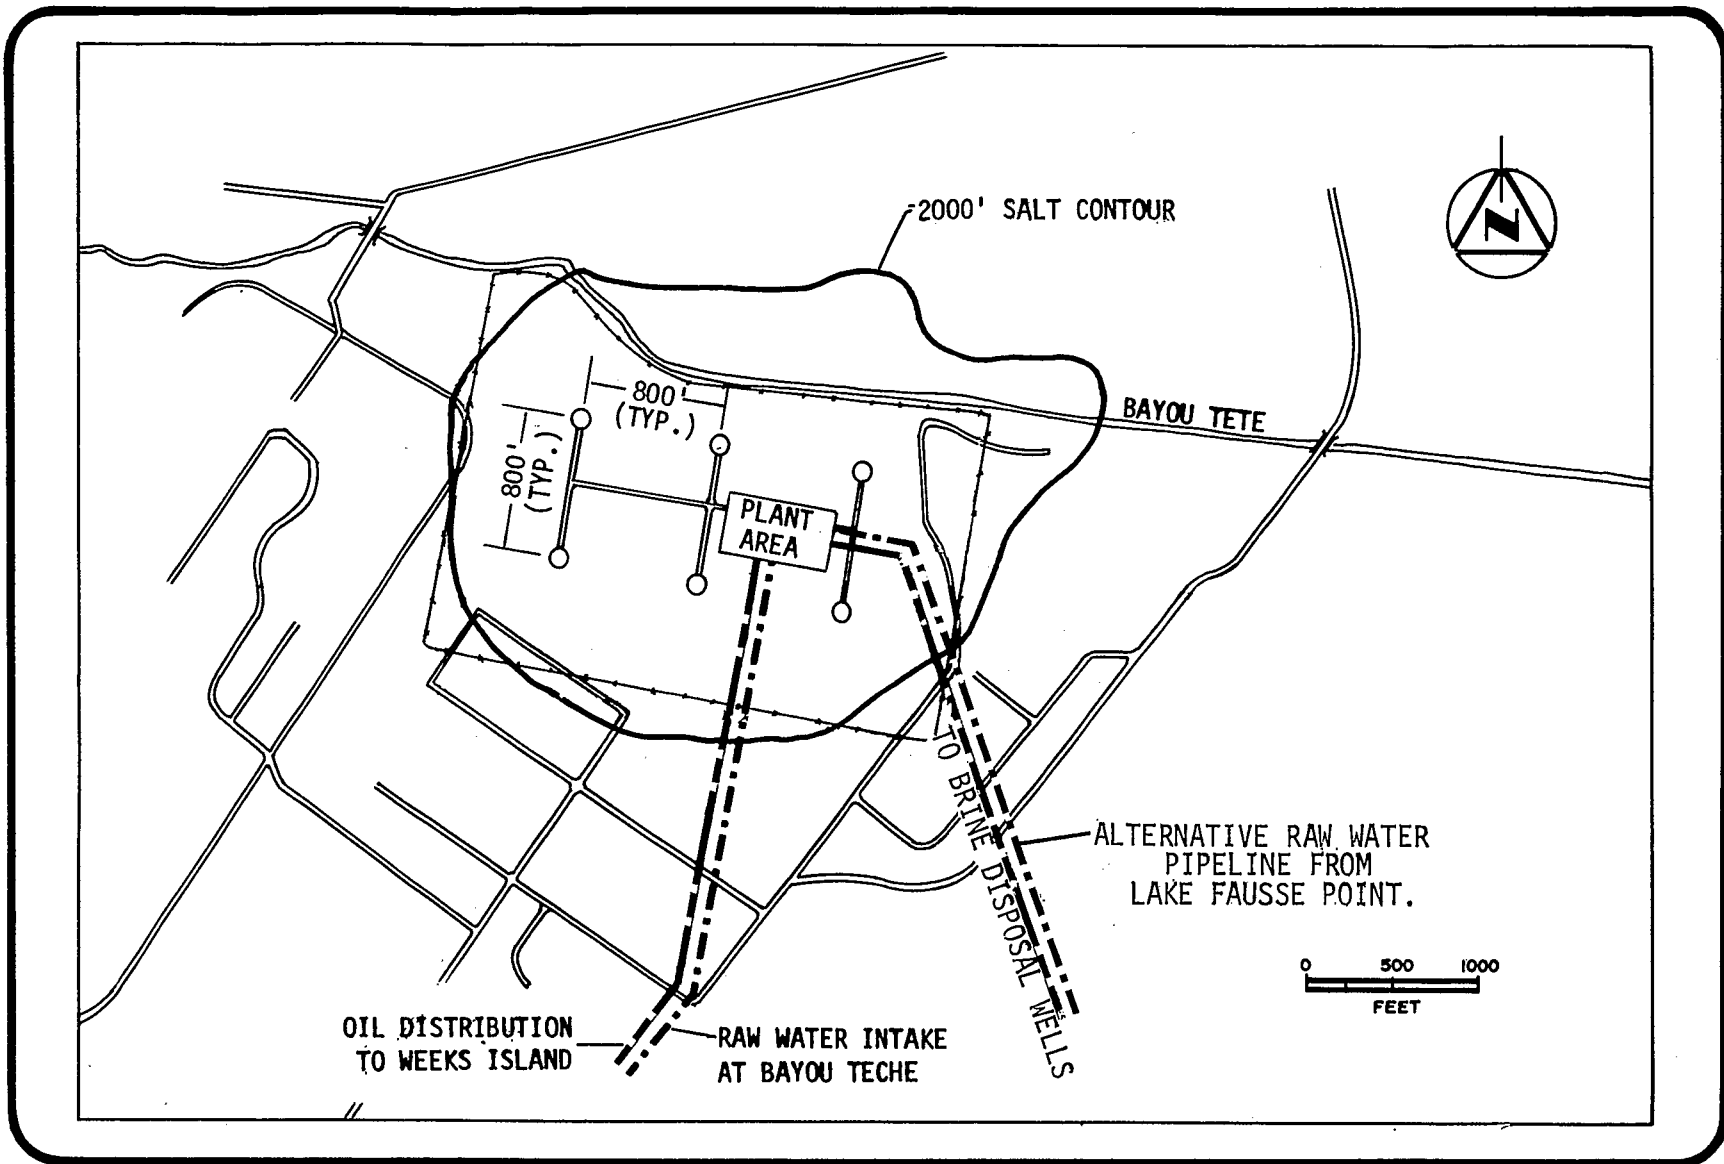 -2000' SALT CONTOUR
N
800'
(TYP.)
800'
(TYP.)
BAYOU TETE
PLANT
AREA
TO BRINE DISPOSAL WELLS
ALTERNATIVE RAW WATER
PIPELINE FROM
LAKE FAUSSE POINT.
0 500 1000
FEET
OIL DISTRIBUTION
TO WEEKS ISLAND
RAW WATER INTAKE
AT BAYOU TECHE